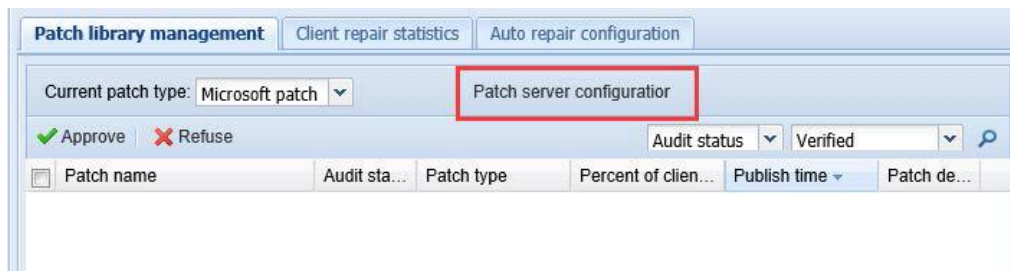 Patch library management Client repair statistics Auto repair configuration
Current patch type: Microsoft patch Patch server configuratior
Approve Refuse Audit status Verified
Patch name Audit sta... Patch type Percent of clien... Publish time Patch de...